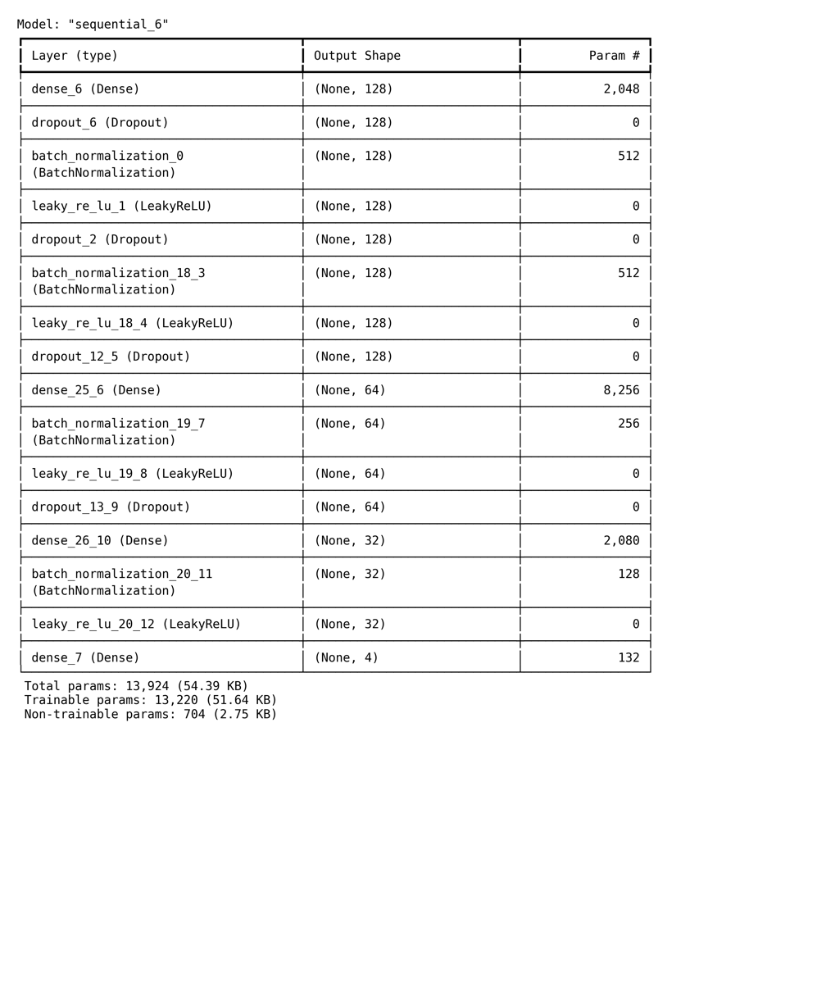 Model: "sequential_6"
Layer (type) Output Shape Param #
dense_6 (Dense) (None, 128) 2,048
dropout_6 (Dropout) (None, 128) 0
batch_normalization_0 (None, 128) 512
(BatchNormalization)
leaky_re_lu_1 (LeakyReLU) (None, 128) 0
dropout_2 (Dropout) (None, 128) 0
batch_normalization_18_3 (None, 128) 512
(BatchNormalization)
leaky_re_lu_18_4 (LeakyReLU) (None, 128) 0
dropout_12_5 (Dropout) (None, 128) 0
dense_25_6 (Dense) (None, 64) 8,256
batch_normalization_19_7 (None, 64) 256
(BatchNormalization)
leaky_re_lu_19_8 (LeakyReLU) (None, 64) 0
dropout_13_9 (Dropout) (None, 64) 0
dense_26_10 (Dense) (None, 32) 2,080
batch_normalization_20_11 (None, 32) 128
(BatchNormalization)
leaky_re_lu_20_12 (LeakyReLU) (None, 32) 0
dense_7 (Dense) (None, 4) 132
Total params: 13,924 (54.39 KB)
Trainable params: 13,220 (51.64 KB)
Non-trainable params: 704 (2.75 KB)